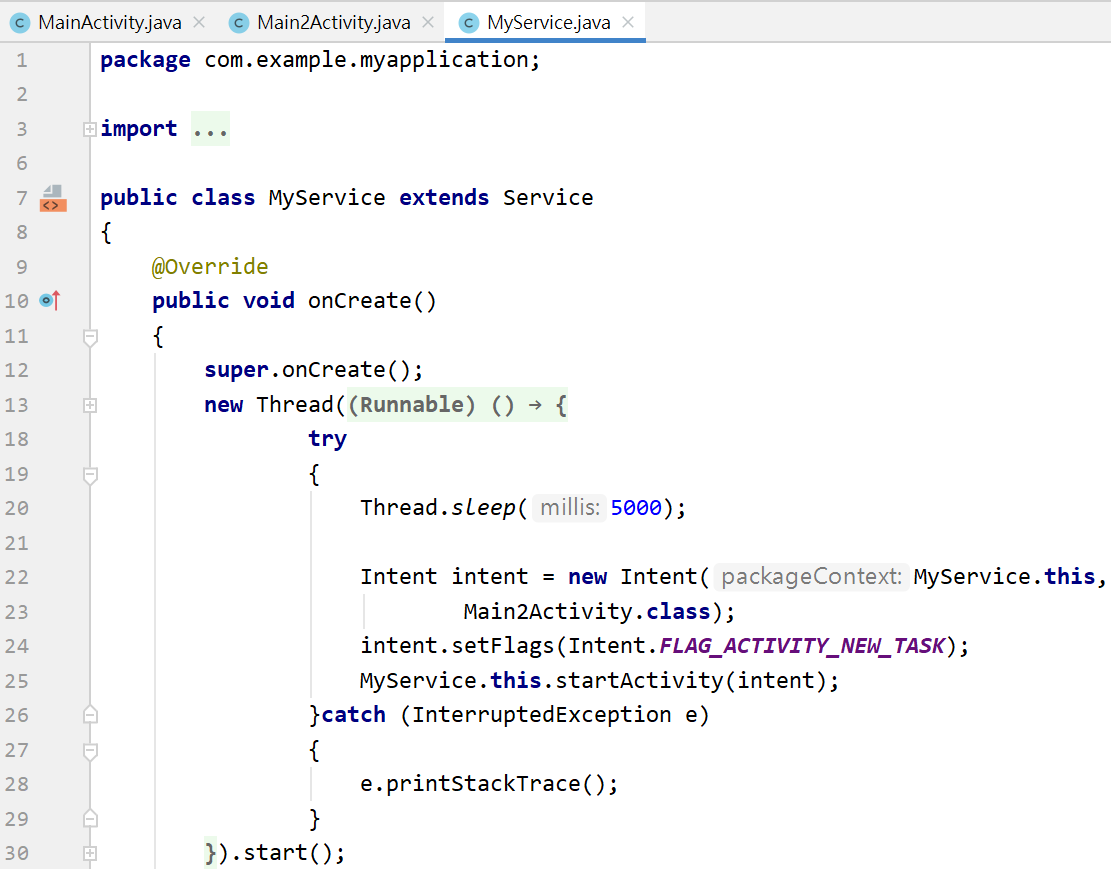 MainActivity.java Main2Activity.java MyService.java
1 package com.example.myapplication;
2
3 import ...
6
7 public class MyService extends Service
8 {
9 @Override
10 public void onCreate()
11 {
12 super.onCreate();
13 new Thread((Runnable) () → {
18 try
19 {
20 Thread.sleep( millis: 5000);
21
22 Intent intent = new Intent( packageContext: MyService.this,
23 Main2Activity.class);
24 intent.setFlags(Intent.FLAG_ACTIVITY_NEW_TASK);
25 MyService.this.startActivity(intent);
26 }catch (InterruptedException e)
27 {
28 e.printStackTrace();
29 }
30 }).start();